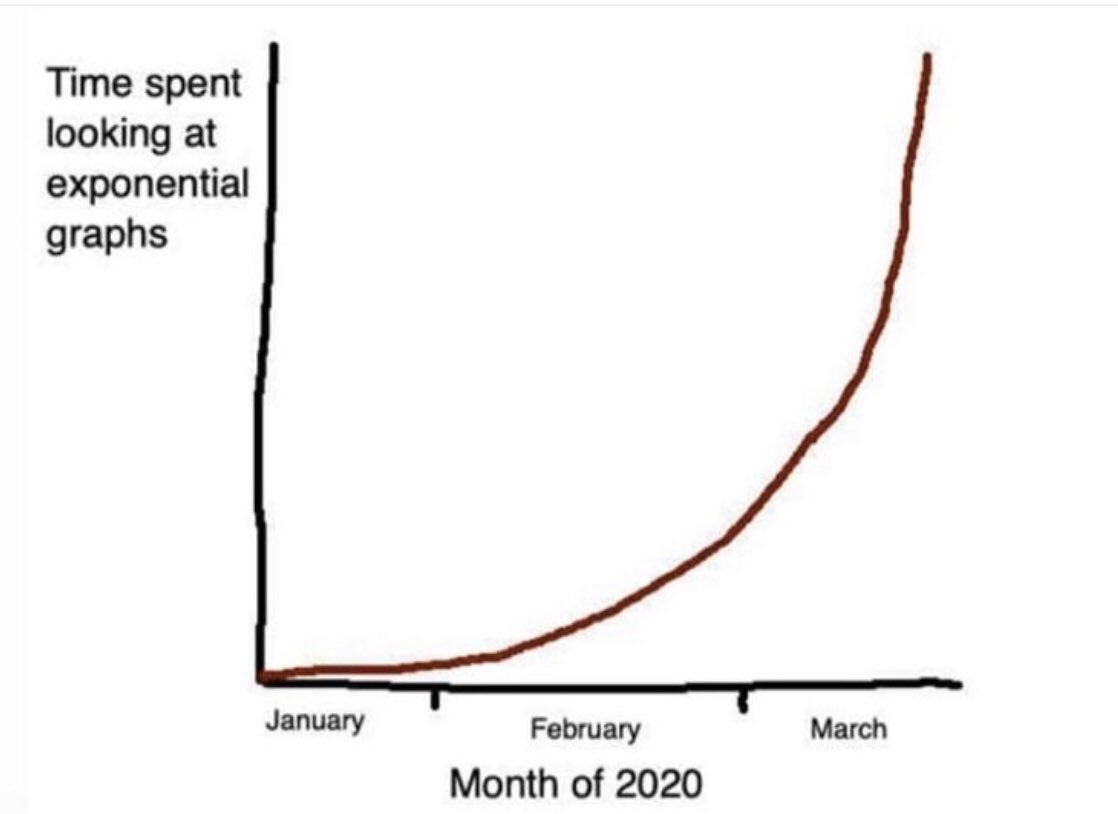 Time spent
looking at
exponential
graphs
January
February
March
Month of 2020